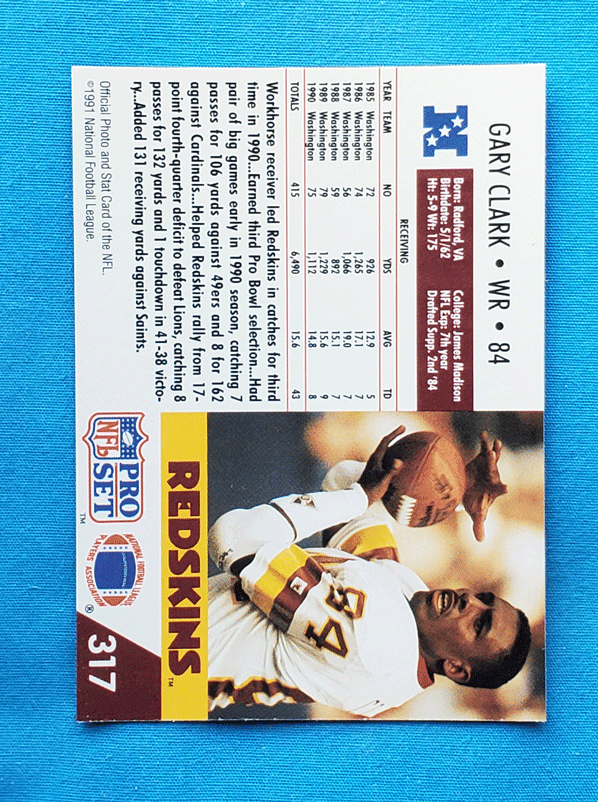 GARY CLARK • WR • 84
N
Born: Radford, VA
Birthdate: 5/1/62
Ht: 5-9 Wt: 175
College: James Madison
NFL Exp: 7th year
Drafted Supp. 2nd '84
RECEIVING
YEAR TEAM NO YDS AVG TD
1985 Washington 72 926 12.9 5
1986 Washington 74 1,265 17.1 7
1987 Washington 56 1,066 19.0 7
1988 Washington 59 892 15.1 7
1989 Washington 79 1,229 15.6 9
1990 Washington 75 1,112 14.8 8
TOTALS 415 6,490 15.6 43
Workhorse receiver led Redskins in catches for third
time in 1990...Earned third Pro Bowl selection...Had
pair of big games early in 1990 season, catching 7
passes for 106 yards against 49ers and 8 for 162
against Cardinals...Helped Redskins rally from 17-
point fourth-quarter deficit to defeat Lions, catching 8
passes for 132 yards and 1 touchdown in 41-38 victo-
ry...Added 131 receiving yards against Saints.
Official Photo and Stat Card of the NFL.
©1991 National Football League.
84
REDSKINS™
PRO
NFL SET™
NATIONAL FOOTBALL LEAGUE
PLAYERS ASSOCIATION®
317